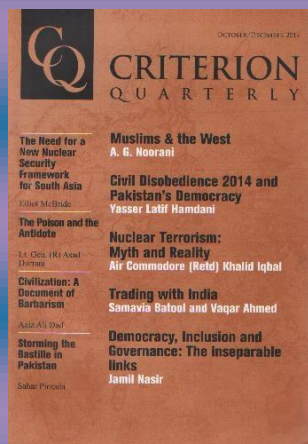 OCTOBER/DECEMBER 2014
CQ
CRITERION
QUARTERLY
The Need for a
New Nuclear
Security
Framework
for South Asia
Elliot McBride
The Poison and the
Antidote
Lt. Gen. (R) Asad
Durrani
Civilization: A
Document of
Barbarism
Aziz Ali Dad
Storming the
Bastille in
Pakistan
Sahar Pirzada
Muslims & the West
A. G. Noorani
Civil Disobedience 2014 and
Pakistan's Democracy
Yasser Latif Hamdani
Nuclear Terrorism:
Myth and Reality
Air Commodore (Retd) Khalid Iqbal
Trading with India
Samavia Batool and Vaqar Ahmed
Democracy, Inclusion and
Governance: The inseparable
links
Jamil Nasir